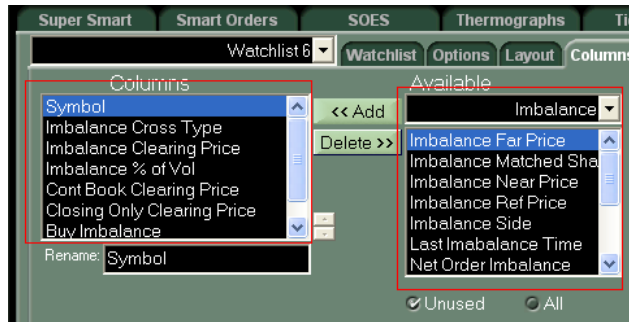 Super Smart Smart Orders SOES Thermographs
Watchlist 6 Watchlist Options Layout Columns
Columns Available
Symbol
Imbalance Cross Type
Imbalance Clearing Price
Imbalance % of Vol
Cont Book Clearing Price
Closing Only Clearing Price
Buy Imbalance
<< Add
Delete >>
Imbalance
Imbalance Far Price
Imbalance Matched Sha
Imbalance Near Price
Imbalance Ref Price
Imbalance Side
Last Imabalance Time
Net Order Imbalance
Rename: Symbol
Unused All